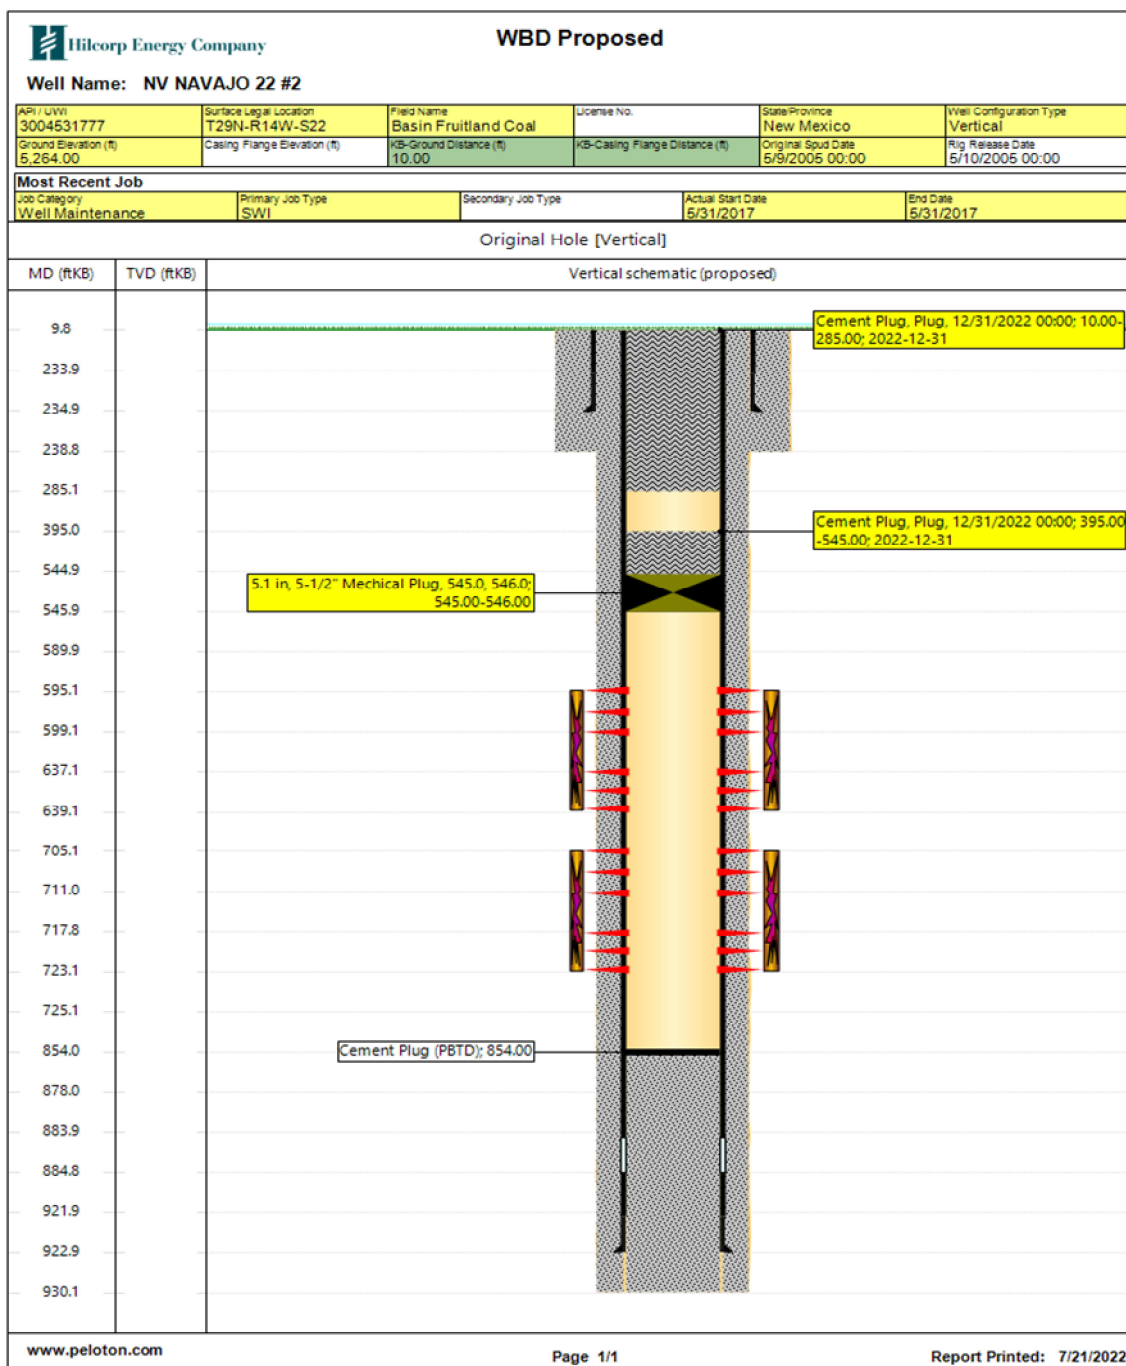 Hilcorp Energy Company
WBD Proposed
Well Name: NV NAVAJO 22 #2
API / UWI
3004531777
Surface Legal Location
T29N-R14W-S22
Field Name
Basin Fruitland Coal
License No.
State/Province
New Mexico
Well Configuration Type
Vertical
Ground Elevation (ft)
5,264.00
Casing Flange Elevation (ft)
KB-Ground Distance (ft)
10.00
KB-Casing Flange Distance (ft)
Original Spud Date
5/9/2005 00:00
Rig Release Date
5/10/2005 00:00
Most Recent Job
Job Category
Well Maintenance
Primary Job Type
SWI
Secondary Job Type
Actual Start Date
5/31/2017
End Date
5/31/2017
Original Hole [Vertical]
MD (ftKB)
TVD (ftKB)
Vertical schematic (proposed)
9.8
Cement Plug, Plug, 12/31/2022 00:00; 10.00-
285.00; 2022-12-31
233.9
234.9
238.8
285.1
395.0
Cement Plug, Plug, 12/31/2022 00:00; 395.00
-545.00; 2022-12-31
544.9
5.1 in, 5-1/2" Mechical Plug, 545.0, 546.0;
545.00-546.00
545.9
589.9
595.1
599.1
637.1
639.1
705.1
711.0
717.8
723.1
725.1
854.0
Cement Plug (PBTD); 854.00
878.0
883.9
884.8
921.9
922.9
930.1
www.peloton.com
Page 1/1
Report Printed: 7/21/2022